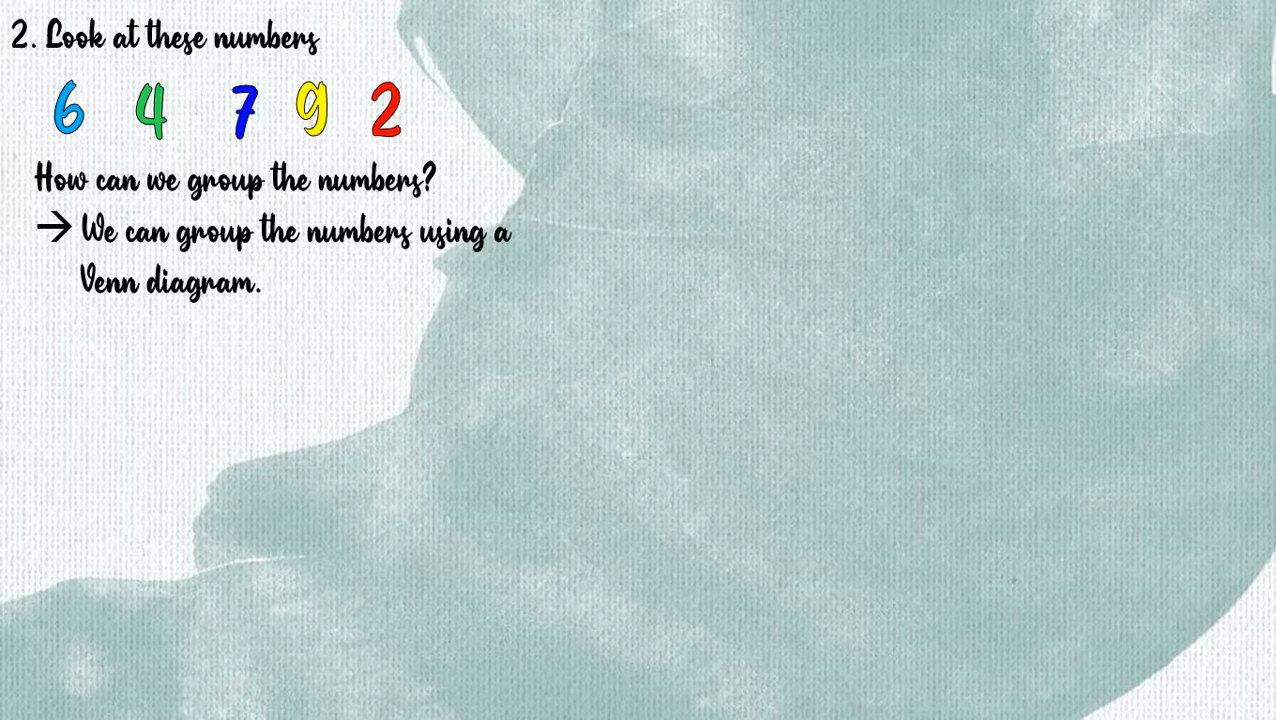 2. Look at these numbers
6 4 7 9 2
How can we group the numbers?
→ We can group the numbers using a
Venn diagram.